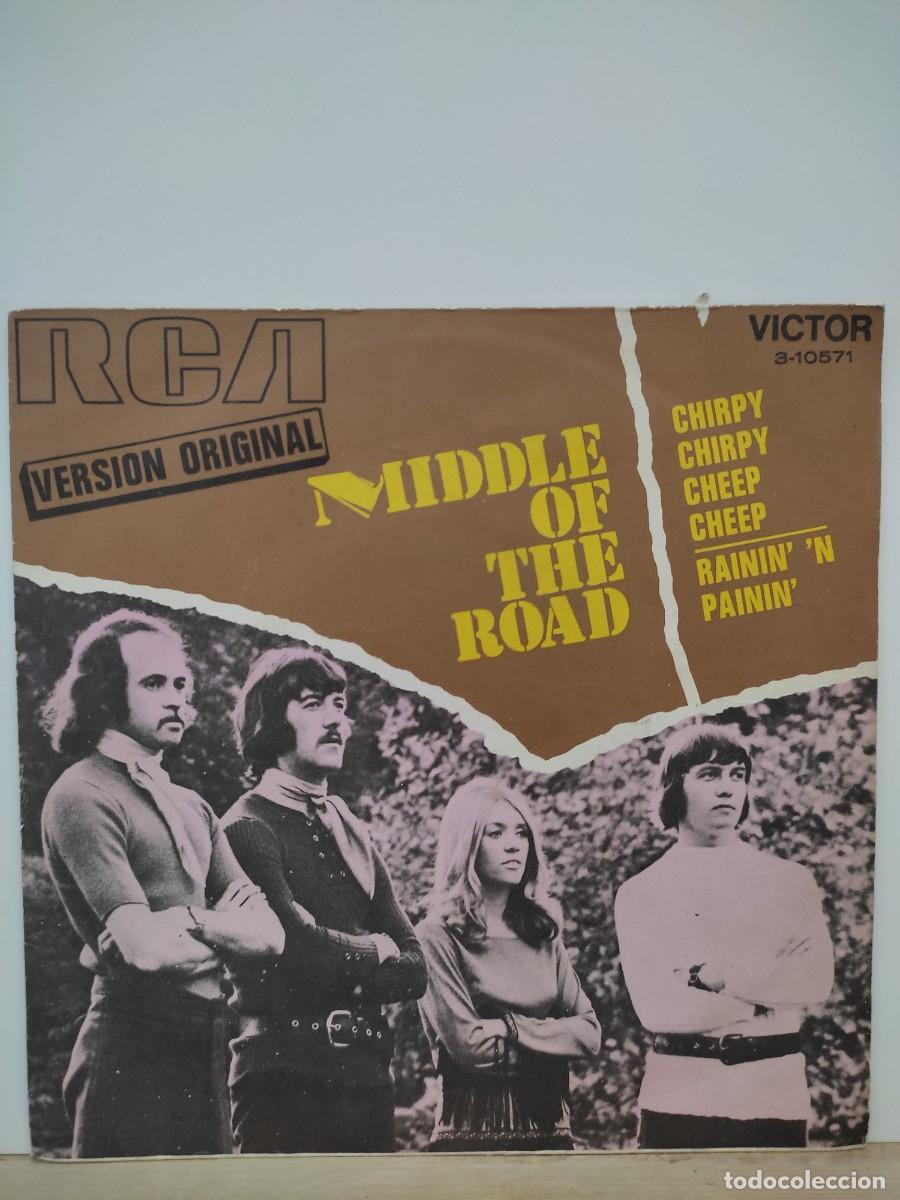 RCA
VERSION ORIGINAL
VICTOR
3-10571
MIDDLE
OF
THE
ROAD
CHIRPY
CHIRPY
CHEEP
CHEEP
RAININ' 'N
PAININ'
todocoleccion